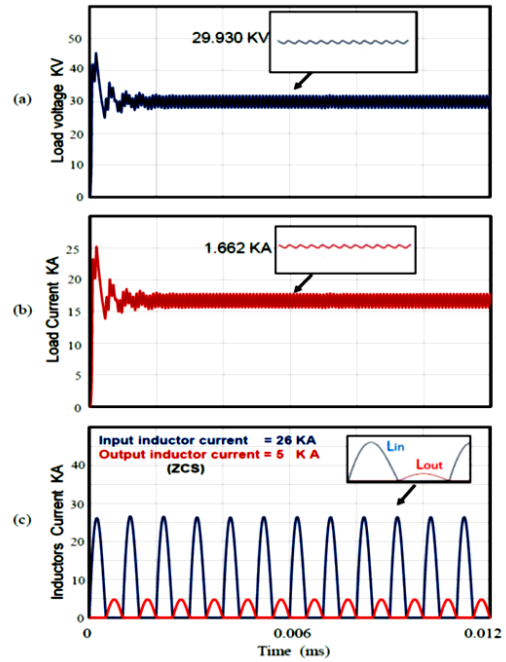 (a)
Load voltage KV
50
40
30
20
10
0
29.930 KV
(b)
Load Current KA
25
20
15
10
5
0
1.662 KA
(c)
Inductors Current KA
40
30
20
10
0
Input inductor current = 26 KA
Output inductor current = 5 K A
(ZCS)
Lin
Lout
0
0.006
0.012
Time (ms)